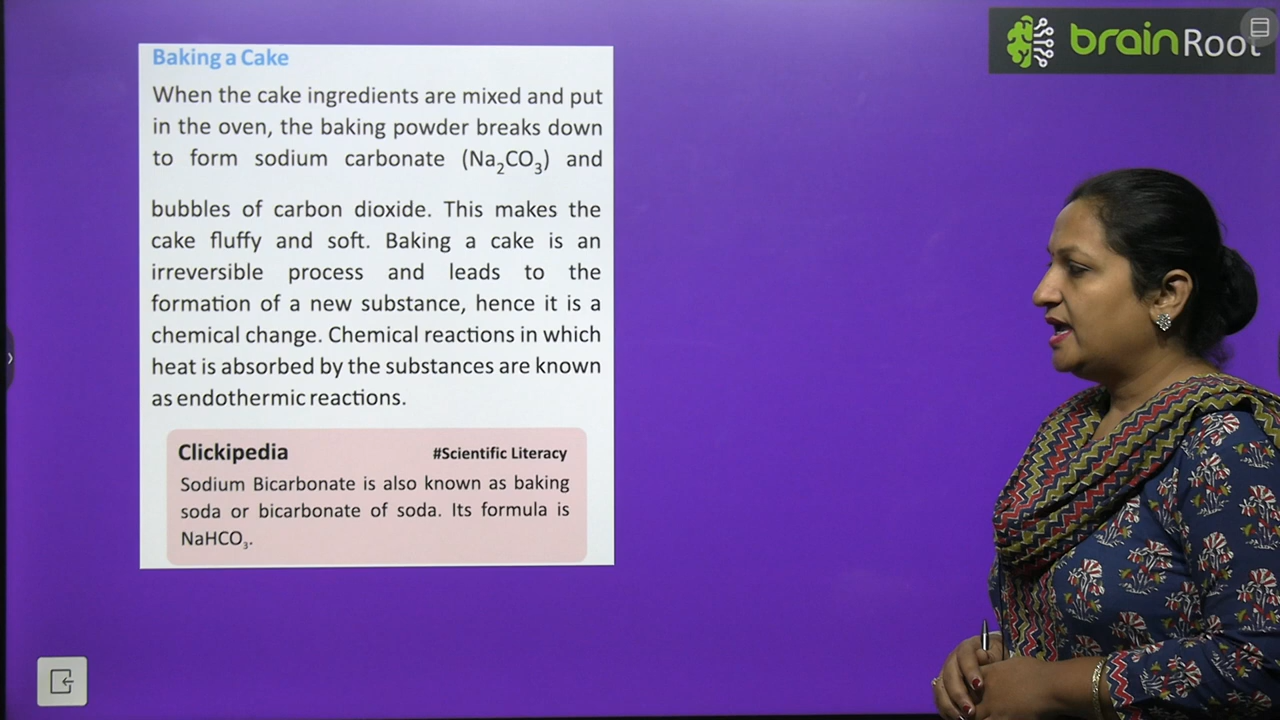 brainRoot
Baking a Cake
When the cake ingredients are mixed and put
in the oven, the baking powder breaks down
to form sodium carbonate (Na₂CO₃) and
bubbles of carbon dioxide. This makes the
cake fluffy and soft. Baking a cake is an
irreversible process and leads to the
formation of a new substance, hence it is a
chemical change. Chemical reactions in which
heat is absorbed by the substances are known
as endothermic reactions.
Clickipedia #Scientific Literacy
Sodium Bicarbonate is also known as baking
soda or bicarbonate of soda. Its formula is
NaHCO₃.